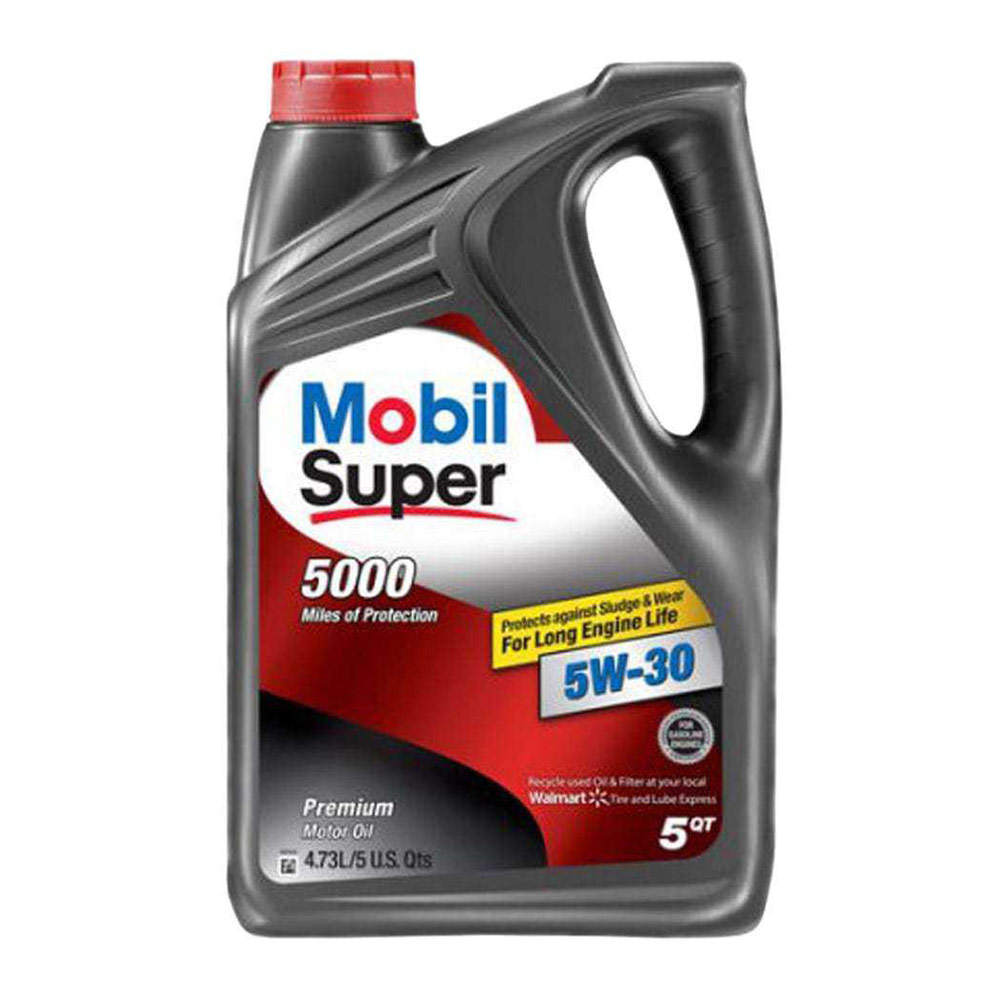 Mobil
Super
5000
Miles of Protection
Protects against Sludge & Wear
For Long Engine Life
5W-30
FOR
GASOLINE
ENGINES
Recycle used Oil & Filter at your local
Walmart Tire and Lube Express
5QT
Premium
Motor Oil
4.73L/5 U.S. Qts